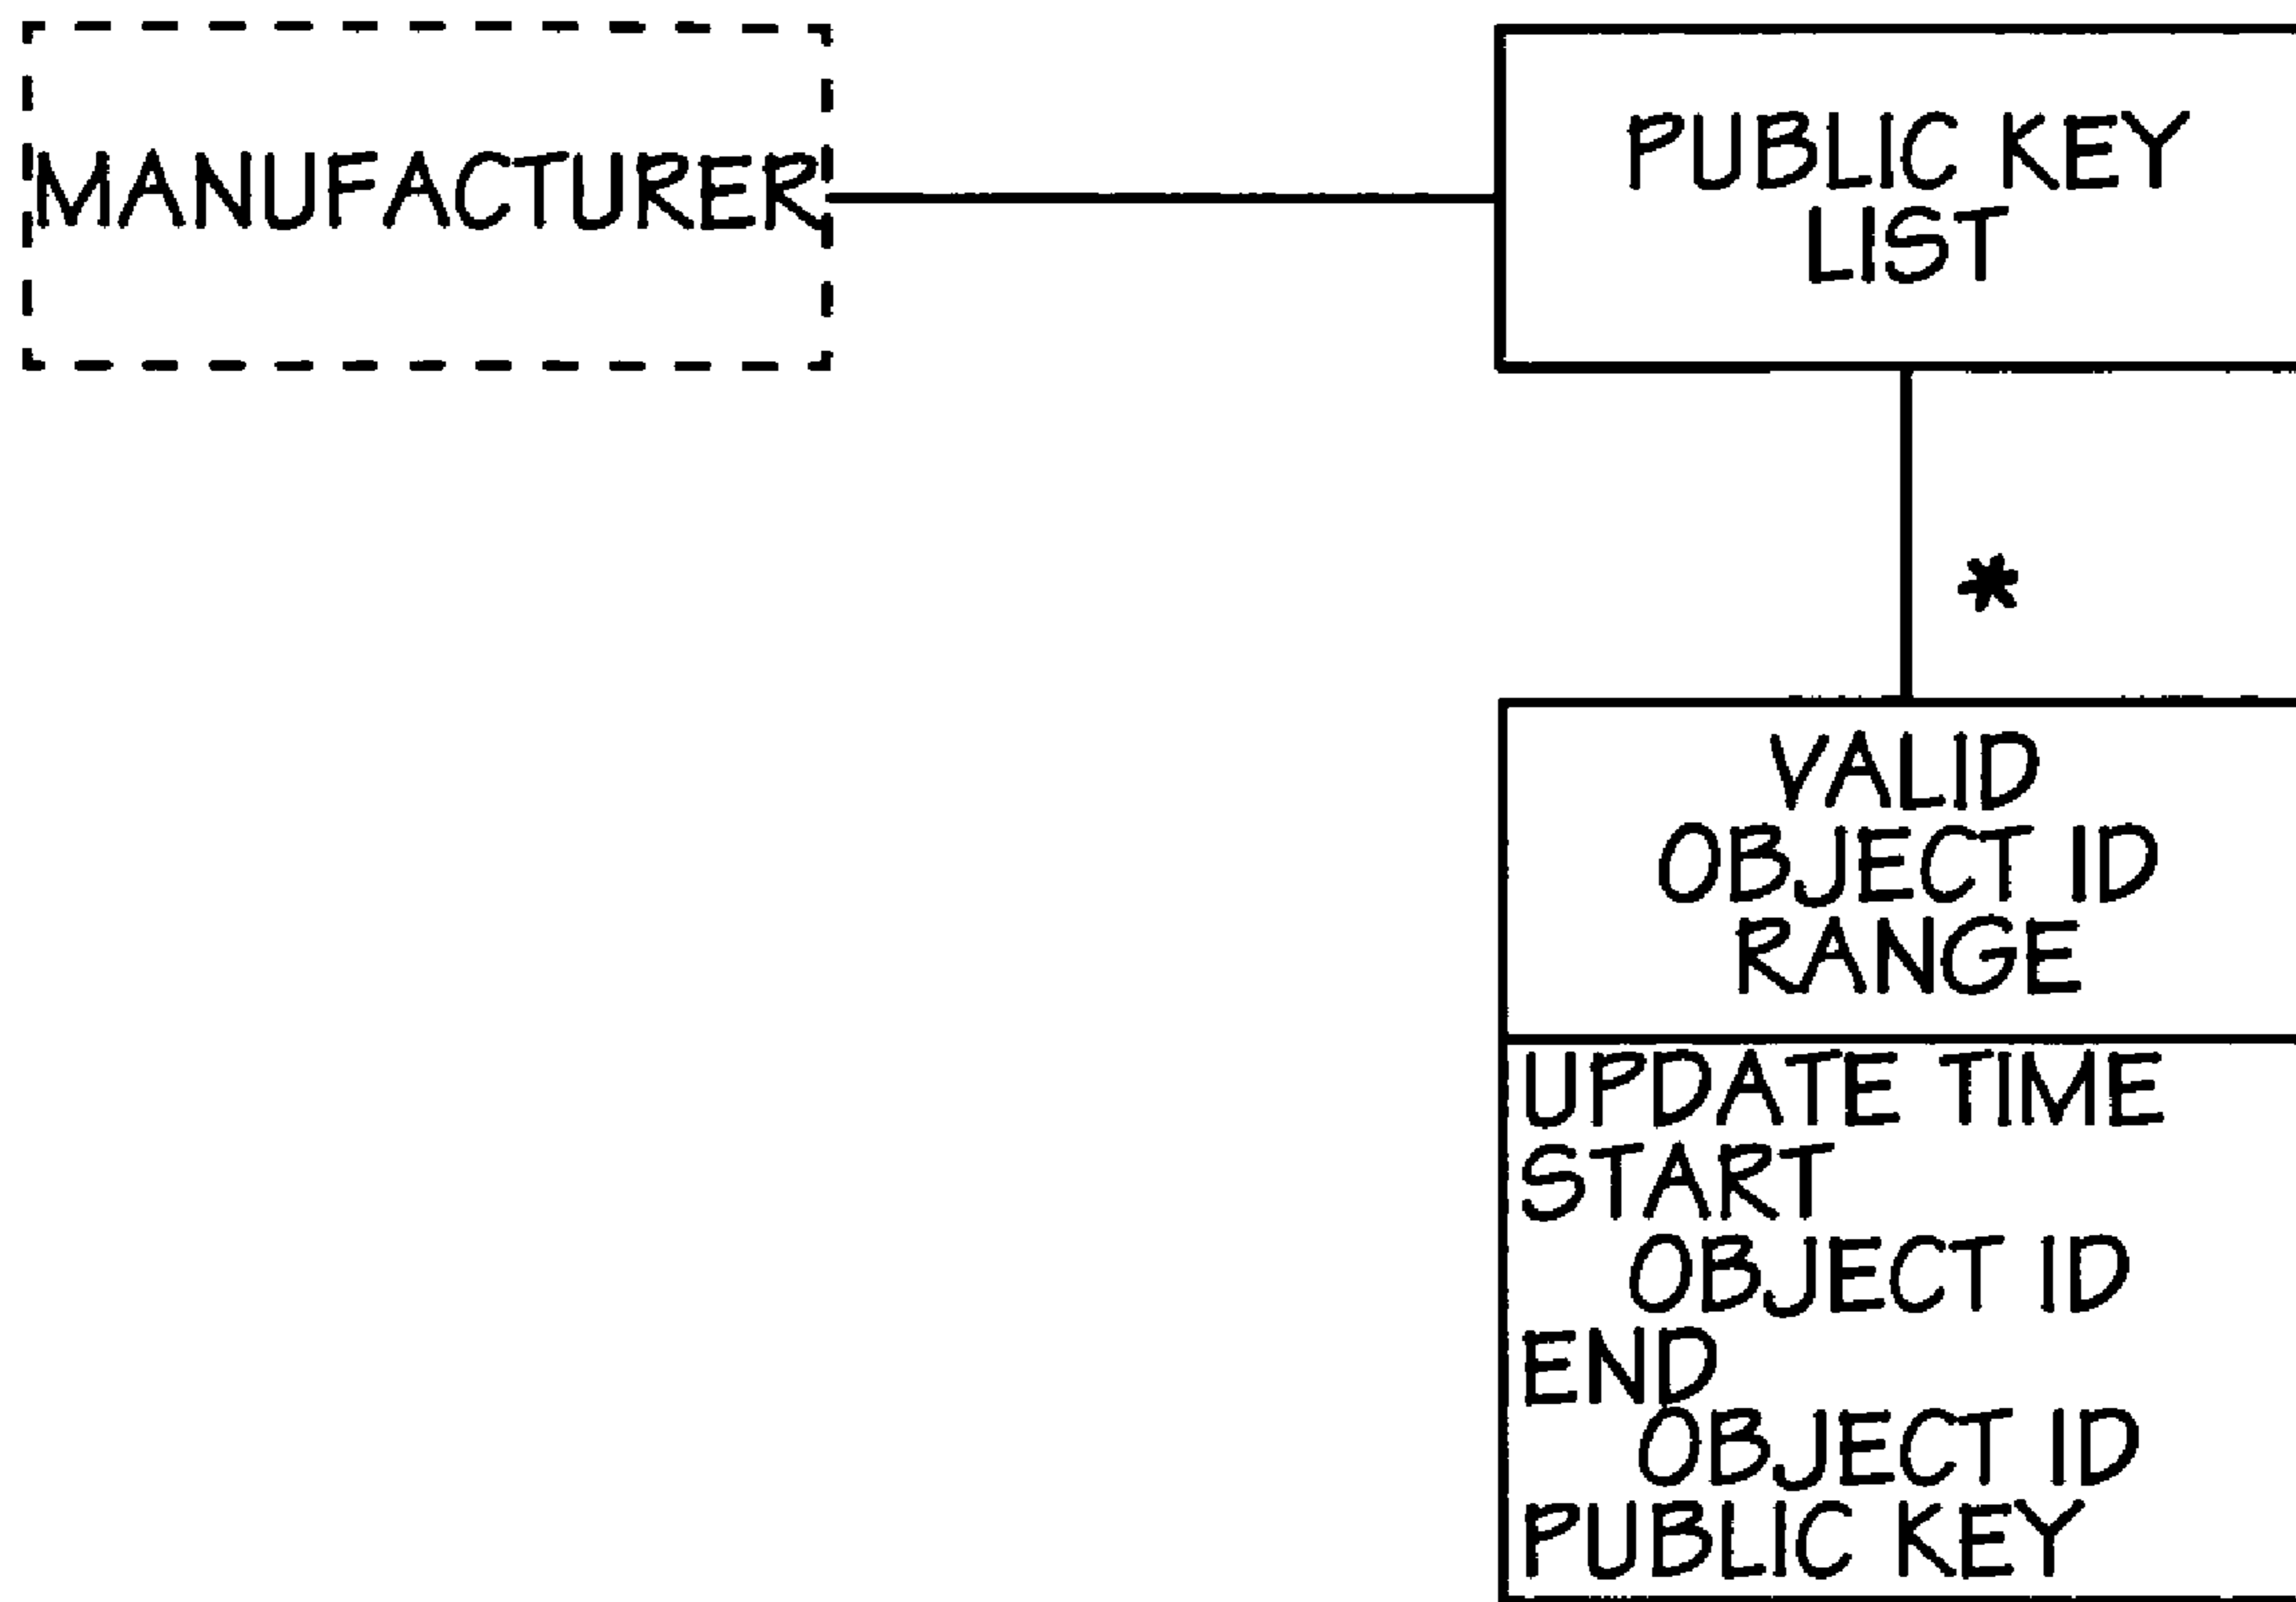 MANUFACTURER
PUBLIC KEY
LIST
*
VALID
OBJECT ID
RANGE
UPDATE TIME
START
OBJECT ID
END
OBJECT ID
PUBLIC KEY